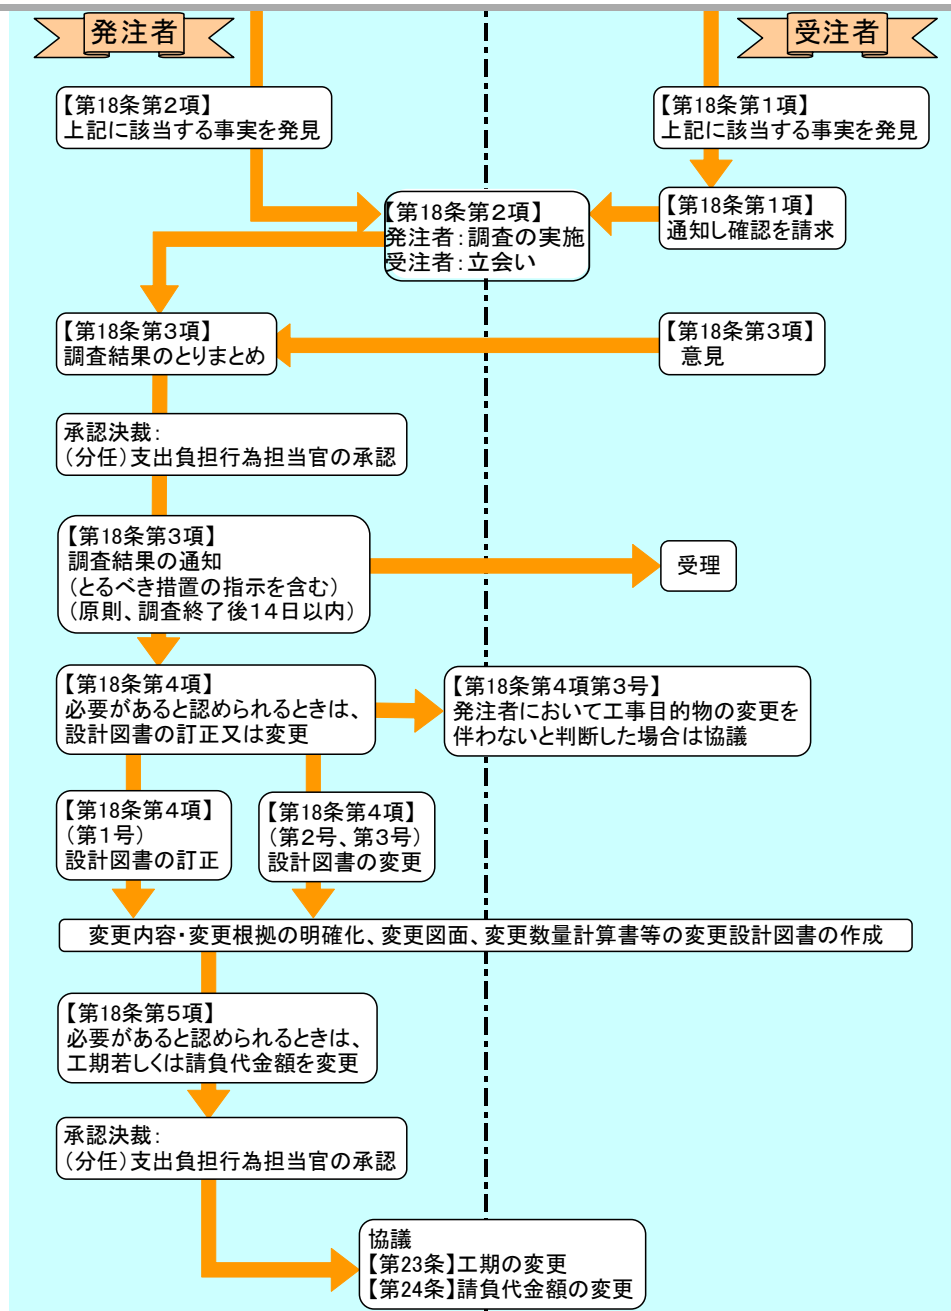 発注者
受注者
【第18条第２項】
上記に該当する事実を発見
【第18条第１項】
上記に該当する事実を発見
【第18条第１項】
通知し確認を請求
【第18条第２項】
発注者：調査の実施
受注者：立会い
【第18条第３項】
調査結果のとりまとめ
【第18条第３項】
意見
承認決裁：
（分任）支出負担行為担当官の承認
【第18条第３項】
調査結果の通知
（とるべき措置の指示を含む）
（原則、調査終了後１４日以内）
受理
【第18条第４項】
必要があると認められるときは、
設計図書の訂正又は変更
【第18条第４項第３号】
発注者において工事目的物の変更を
伴わないと判断した場合は協議
【第18条第４項】
（第１号）
設計図書の訂正
【第18条第４項】
（第２号、第３号）
設計図書の変更
変更内容・変更根拠の明確化、変更図面、変更数量計算書等の変更設計図書の作成
【第18条第５項】
必要があると認められるときは、
工期若しくは請負代金額を変更
承認決裁：
（分任）支出負担行為担当官の承認
協議
【第23条】工期の変更
【第24条】請負代金額の変更